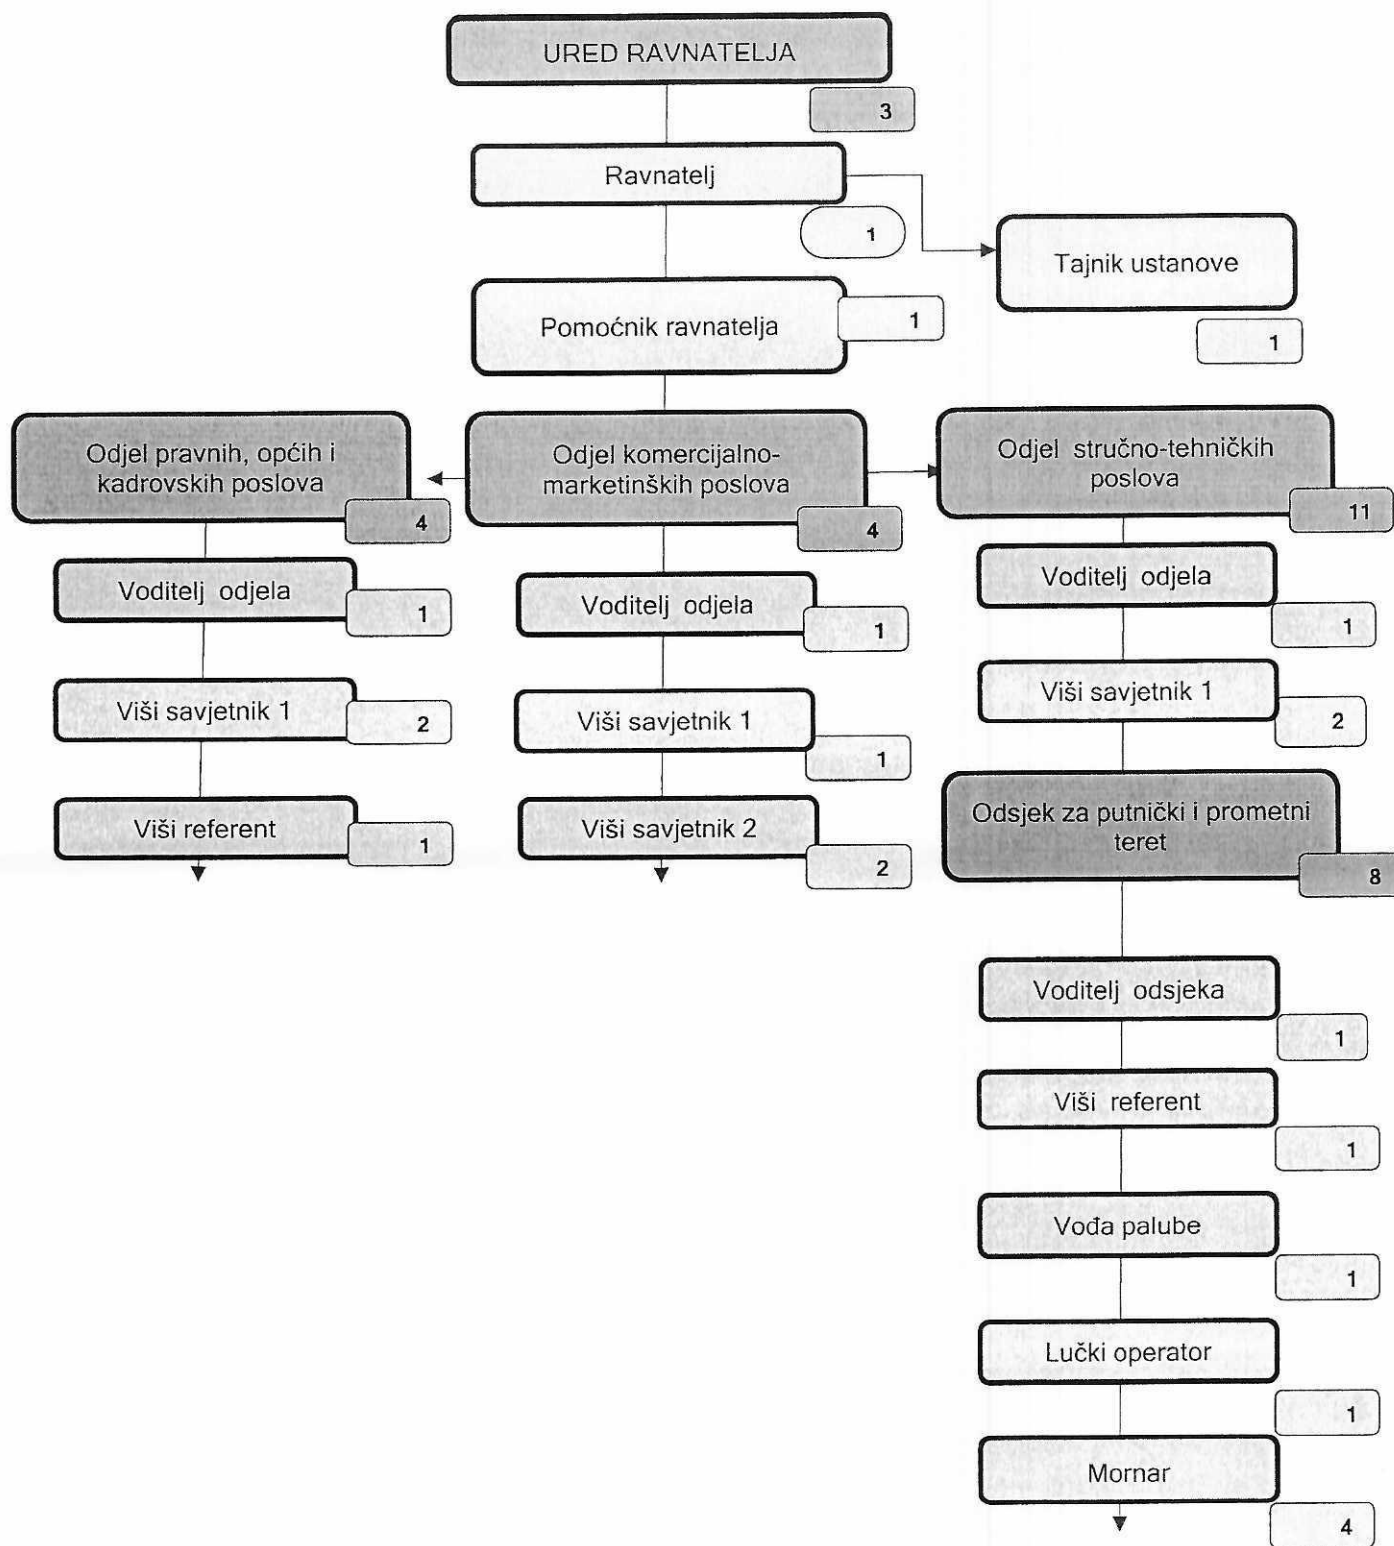 URED RAVNATELJA
3
Ravnatelj
1
Tajnik ustanove
1
Pomoćnik ravnatelja
1
Odjel pravnih, općih i
kadrovskih poslova
4
Odjel komercijalno-
marketinških poslova
4
Odjel stručno-tehničkih
poslova
11
Voditelj odjela
1
Viši savjetnik 1
2
Viši referent
1
Voditelj odjela
1
Viši savjetnik 1
1
Viši savjetnik 2
2
Voditelj odjela
1
Viši savjetnik 1
2
Odsjek za putnički i prometni
teret
8
Voditelj odsjeka
1
Viši referent
1
Vođa palube
1
Lučki operator
1
Mornar
4